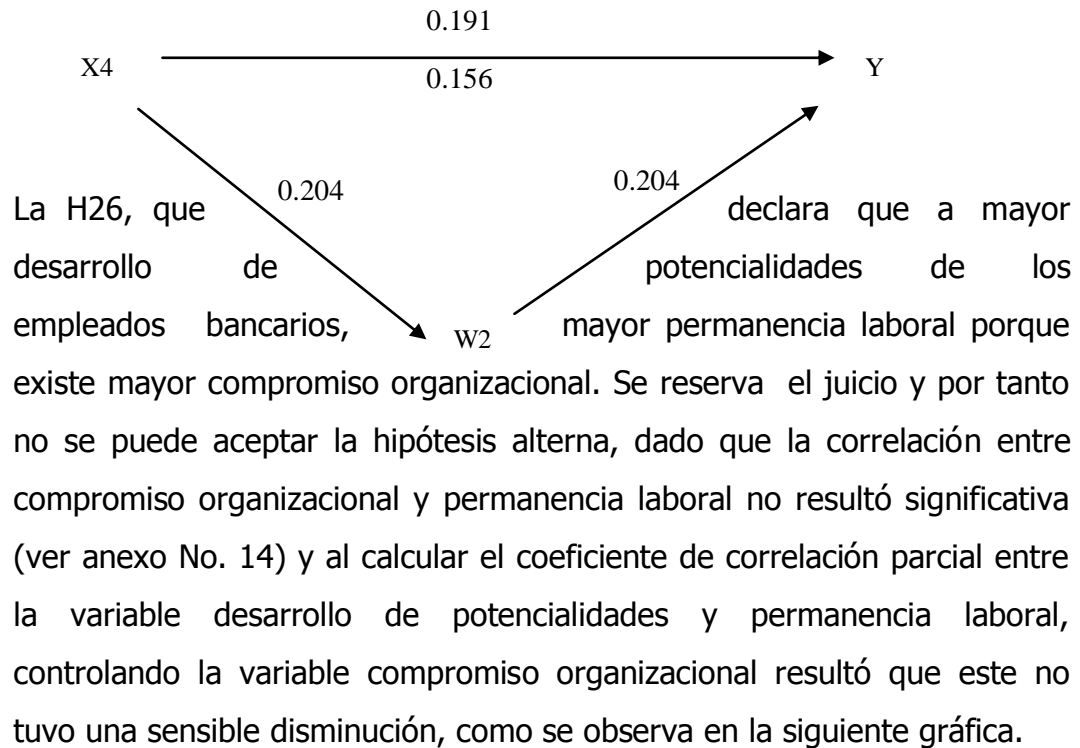 0.191
X4 Y
0.156
0.204 0.204
La H26, que declara que a mayor
desarrollo de potencialidades de los
empleados bancarios, W2 mayor permanencia laboral porque
existe mayor compromiso organizacional. Se reserva el juicio y por tanto
no se puede aceptar la hipótesis alterna, dado que la correlación entre
compromiso organizacional y permanencia laboral no resultó significativa
(ver anexo No. 14) y al calcular el coeficiente de correlación parcial entre
la variable desarrollo de potencialidades y permanencia laboral,
controlando la variable compromiso organizacional resultó que este no
tuvo una sensible disminución, como se observa en la siguiente gráfica.